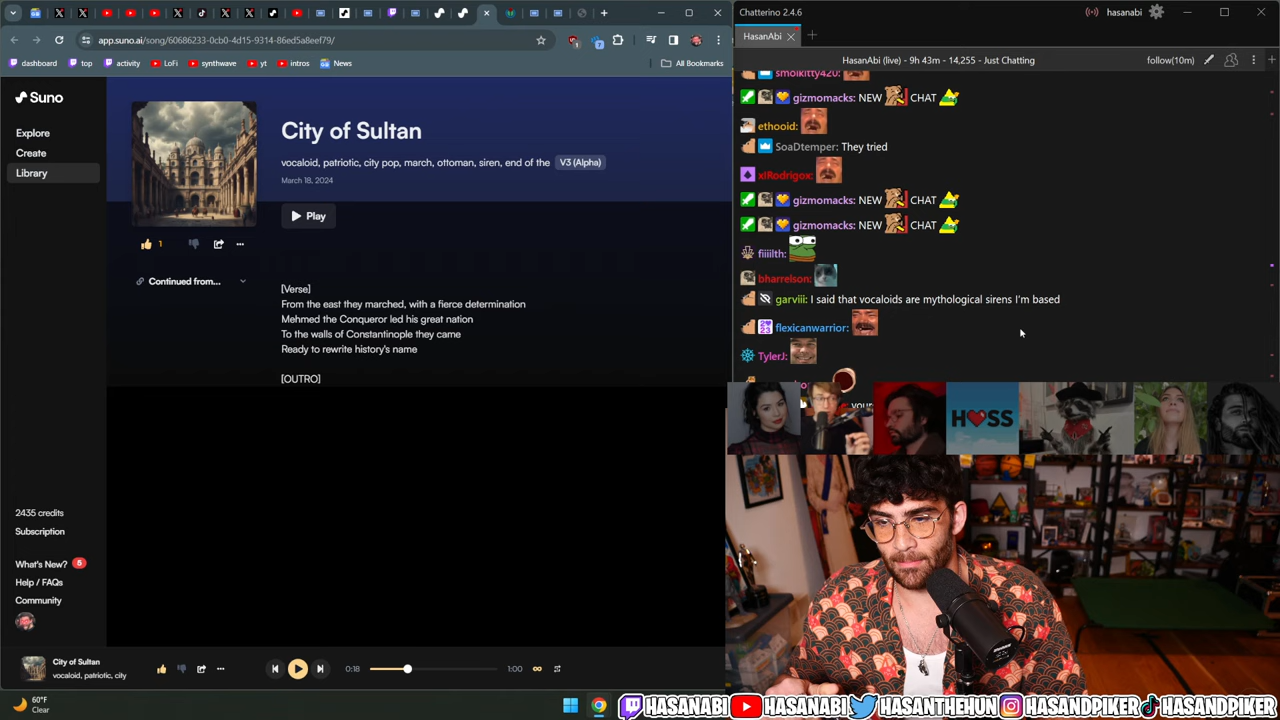 app.suno.ai/song/60686233-0cb0-4d15-9314-86ed5a8eef79/
dashboard
top
activity
LoFi
synthwave
yt
intros
News
All Bookmarks
Suno
Explore
Create
Library
City of Sultan
vocaloid, patriotic, city pop, march, ottoman, siren, end of the V3 (Alpha)
March 18, 2024
Play
1
Continued from...
[Verse]
From the east they marched, with a fierce determination
Mehmed the Conqueror led his great nation
To the walls of Constantinople they came
Ready to rewrite history's name
[OUTRO]
2435 credits
Subscription
What's New? 5
Help / FAQs
Community
City of Sultan
vocaloid, patriotic, city
0:18
1:00
60°F
Clear
Chatterino 2.4.6
hasanabi
HasanAbi
HasanAbi (live) - 9h 43m - 14,255 - Just Chatting
follow(10m)
smolkitty420:
gizmomacks: NEW CHAT
ethooid:
SoaDtemper: They tried
xIRodrigox:
gizmomacks: NEW CHAT
gizmomacks: NEW CHAT
fiiiilth:
bharrelson:
garviii: I said that vocaloids are mythological sirens I'm based
flexicanwarrior:
TylerJ:
H❤SS
HASANABI
HASANABI
HASANTHEHUN
HASANDPIKER
HASANDPIKER